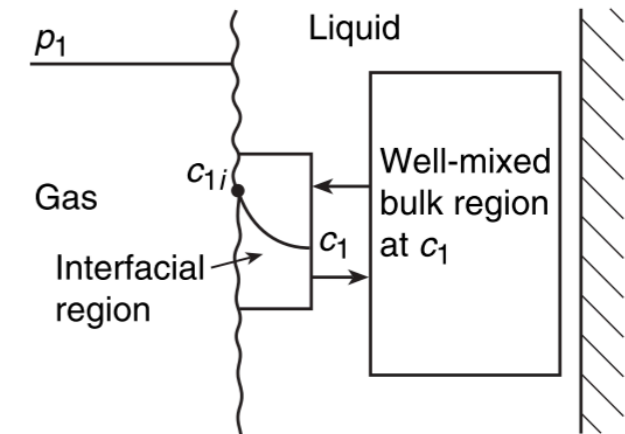 Liquid
p1
c1i
Gas
Well-mixed
bulk region
at c1
c1
Interfacial
region